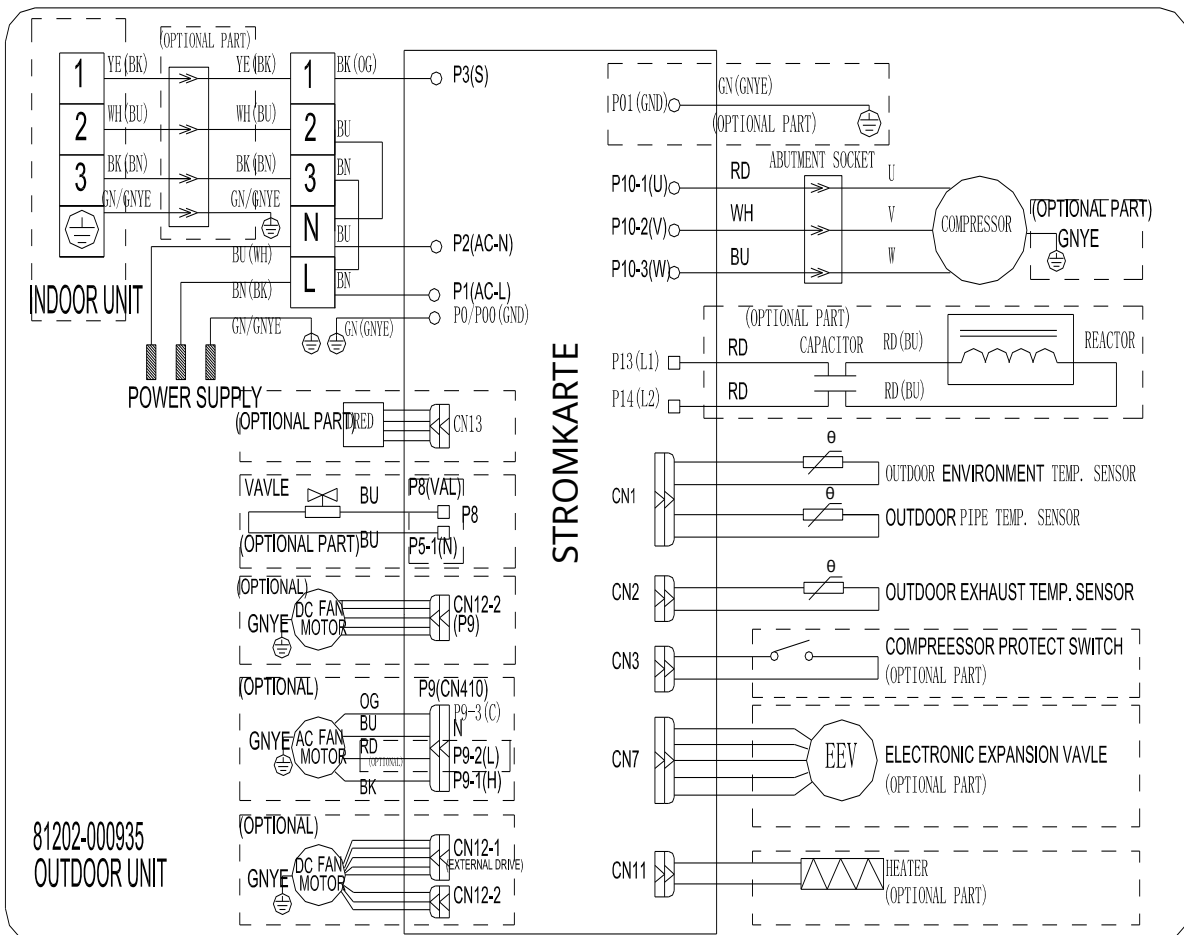 (OPTIONAL PART)
1 YE(BK) YE(BK) 1 BK(OG) P3(S)
2 WH(BU) WH(BU) 2 BU
3 BK(BN) BK(BN) 3 BN
GN/GNYE GN/GNYE
N BU P2(AC-N)
BU(WH)
L BN P1(AC-L)
BN(BK)
INDOOR UNIT
GN/GNYE GN(GNYE) P0/P00(GND)
POWER SUPPLY
(OPTIONAL PART) DRED CN13
VAVLE BU P8(VAL)
P8
(OPTIONAL PART) BU P5-1(N)
(OPTIONAL)
GNYE DC FAN MOTOR CN12-2
(P9)
(OPTIONAL) P9(CN410)
OG P9-3(C)
BU N
GNYE AC FAN MOTOR RD (OPTIONAL) P9-2(L)
BK P9-1(H)
(OPTIONAL)
GNYE DC FAN MOTOR CN12-1
(EXTERNAL DRIVE)
CN12-2
81202-000935
OUTDOOR UNIT
STROMKARTE
P01(GND) GN(GNYE)
(OPTIONAL PART)
ABUTMENT SOCKET
P10-1(U) RD U
P10-2(V) WH V COMPRESSOR (OPTIONAL PART)
GNYE
P10-3(W) BU W
(OPTIONAL PART)
P13(L1) RD CAPACITOR RD(BU) REACTOR
P14(L2) RD RD(BU)
CN1 θ OUTDOOR ENVIRONMENT TEMP. SENSOR
θ OUTDOOR PIPE TEMP. SENSOR
CN2 θ OUTDOOR EXHAUST TEMP. SENSOR
CN3 COMPREESSOR PROTECT SWITCH
(OPTIONAL PART)
CN7 EEV ELECTRONIC EXPANSION VAVLE
(OPTIONAL PART)
CN11 HEATER
(OPTIONAL PART)